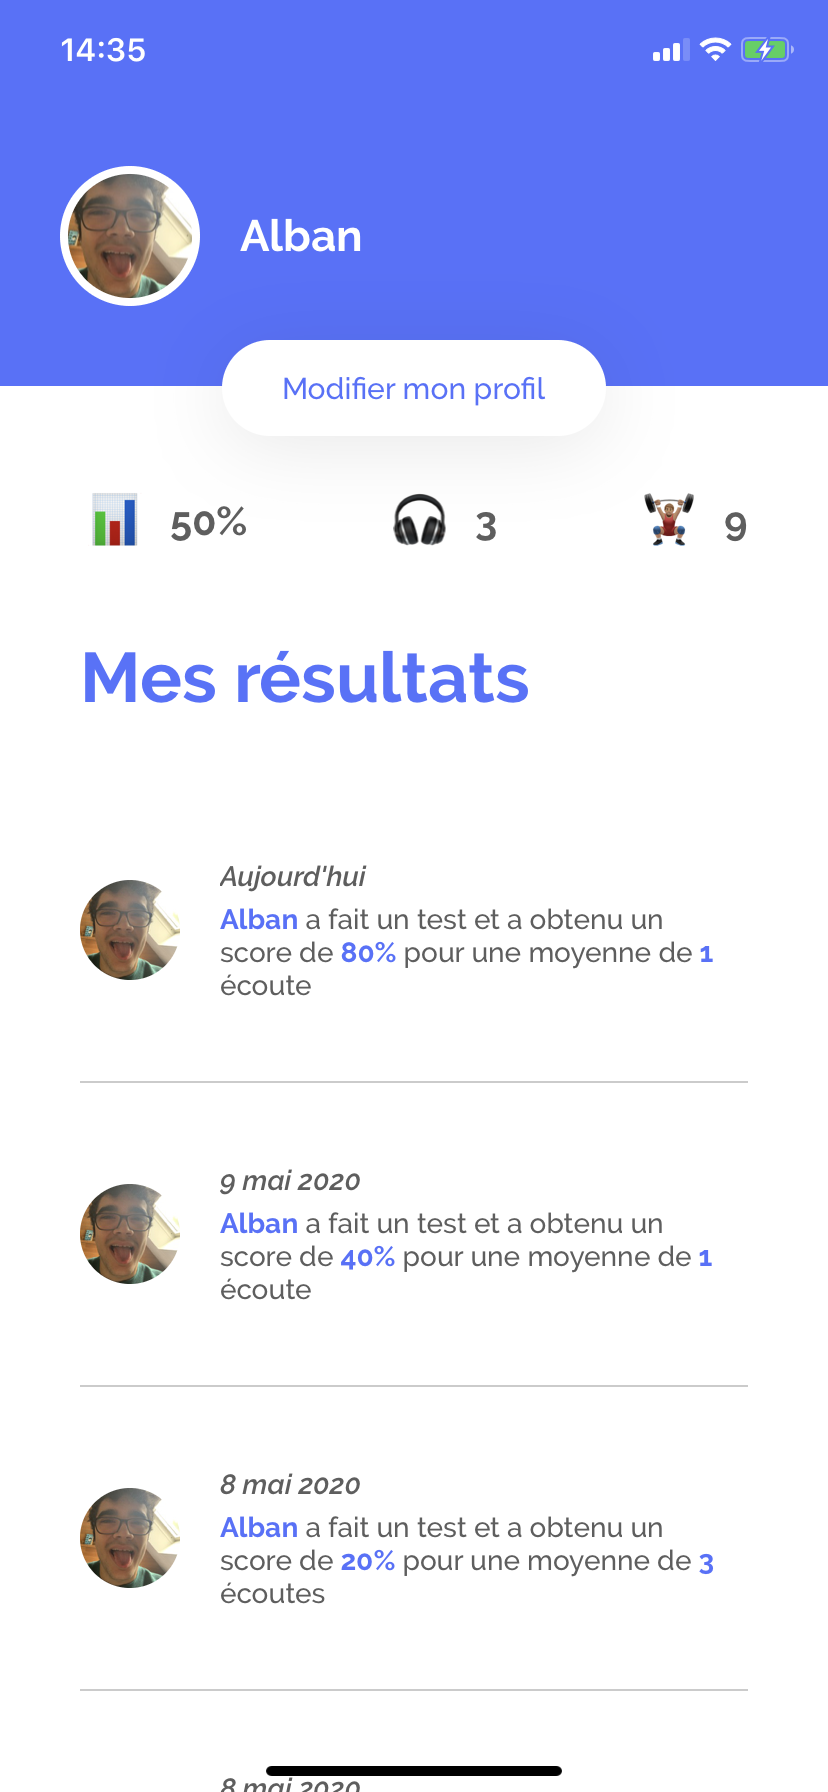 14:35
Alban
Modifier mon profil
50%
3
9
Mes résultats
Aujourd'hui
Alban a fait un test et a obtenu un
score de 80% pour une moyenne de 1
écoute
9 mai 2020
Alban a fait un test et a obtenu un
score de 40% pour une moyenne de 1
écoute
8 mai 2020
Alban a fait un test et a obtenu un
score de 20% pour une moyenne de 3
écoutes
8 mai 2020